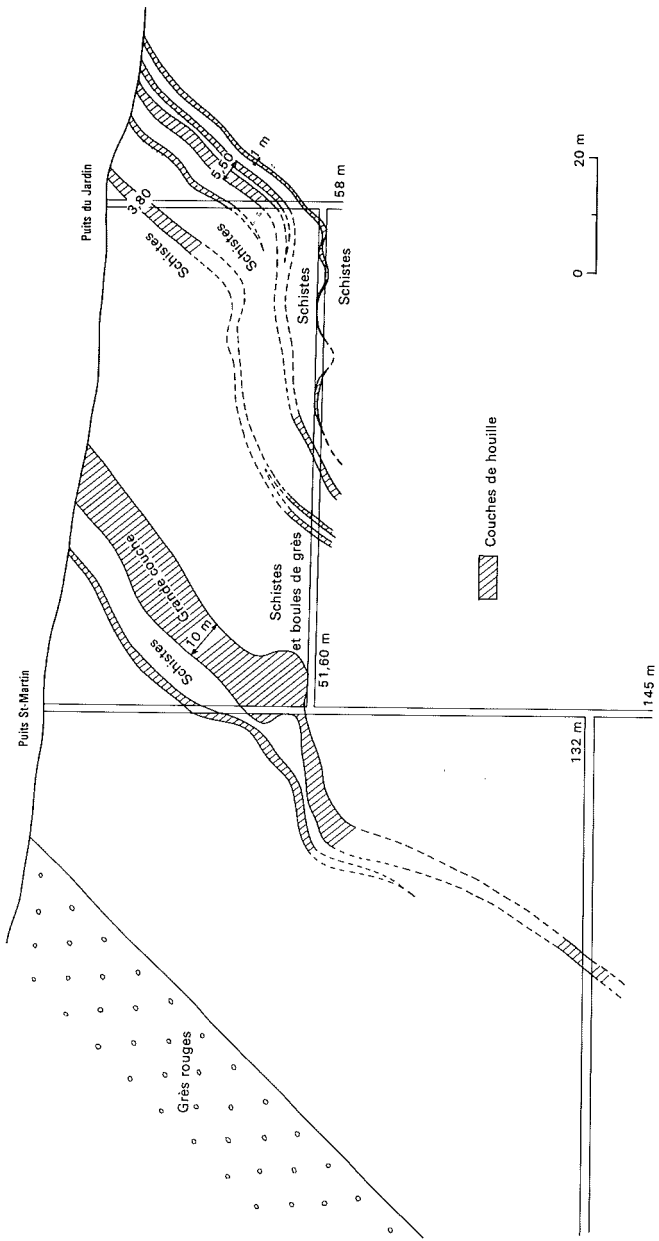 Puits St-Martin
Puits du Jardin
Grès rouges
Schistes
10 m
Grande couche
Schistes
et boules de grès
51,60 m
132 m
145 m
3,80
Schistes
Schistes
5,50
1 m
58 m
Schistes
Schistes
Couches de houille
0
20 m